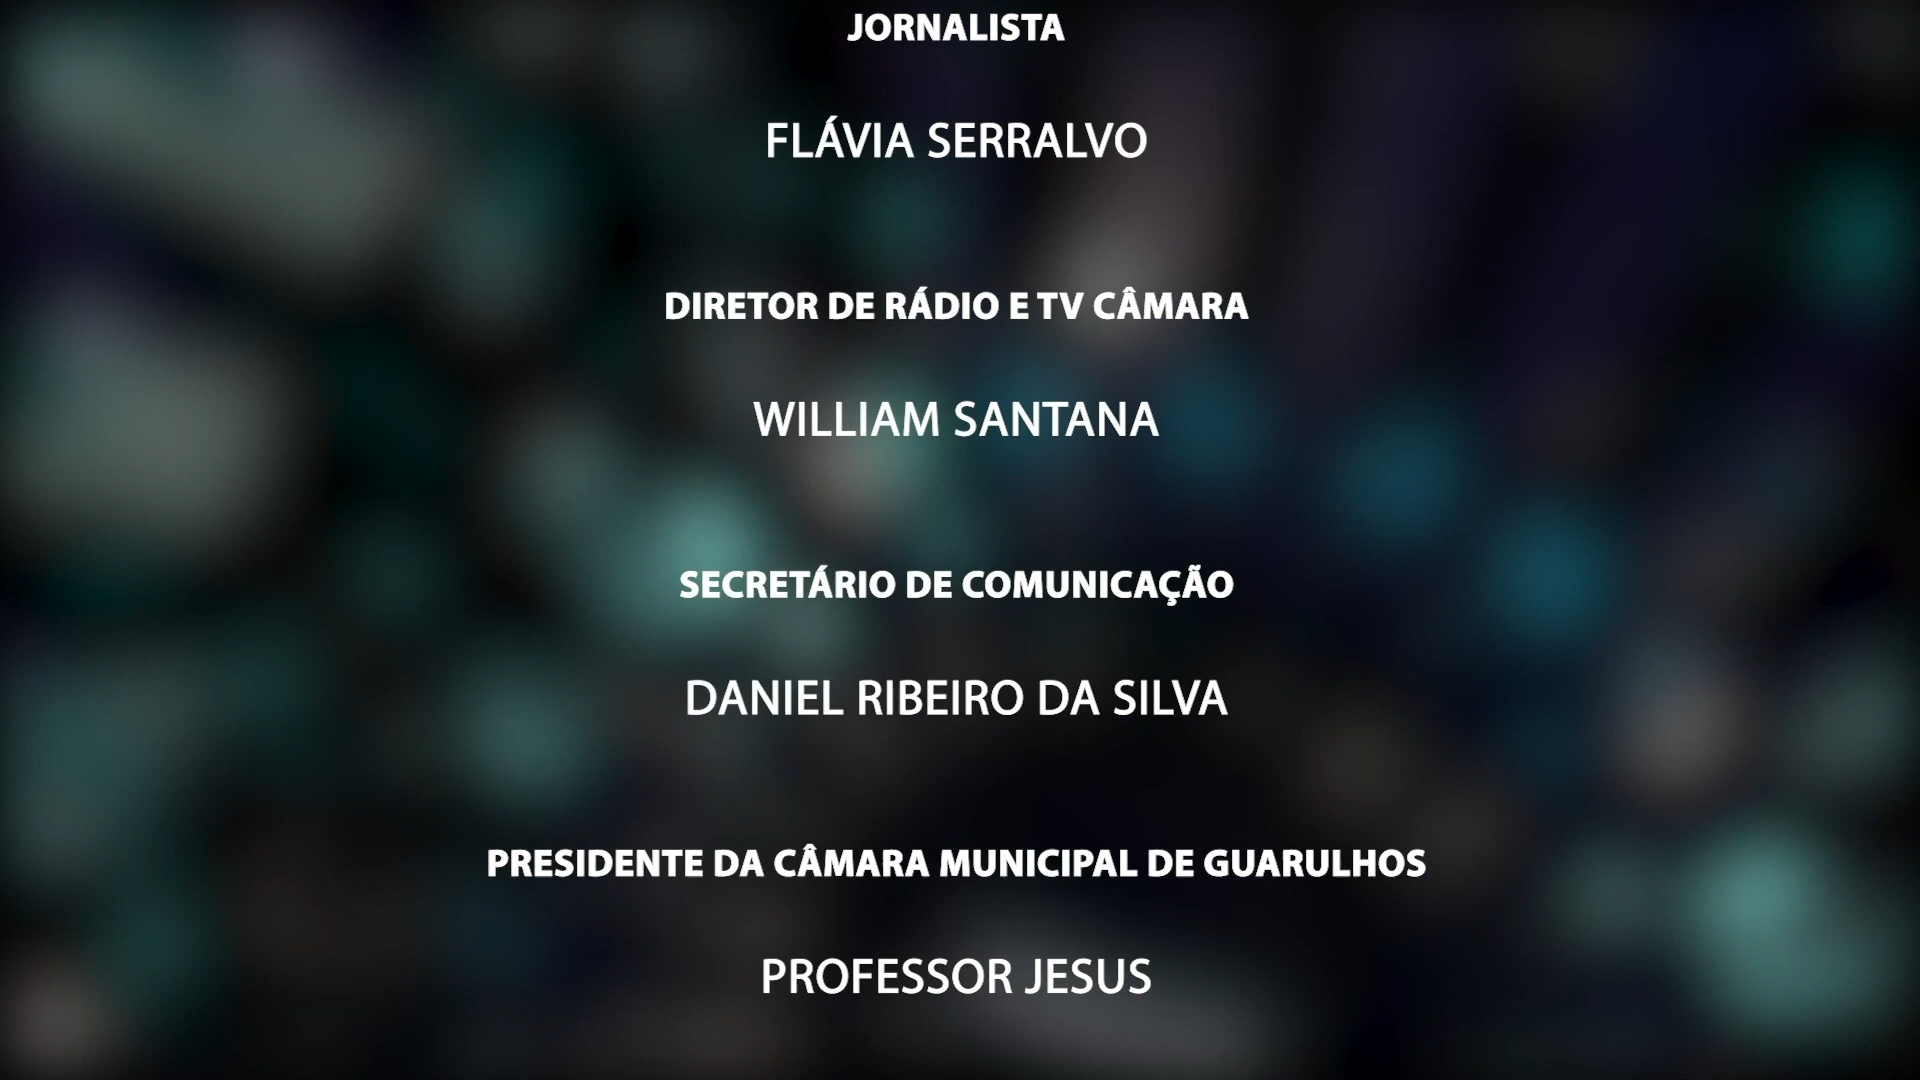 JORNALISTA
FLÁVIA SERRALVO
DIRETOR DE RÁDIO E TV CÂMARA
WILLIAM SANTANA
SECRETÁRIO DE COMUNICAÇÃO
DANIEL RIBEIRO DA SILVA
PRESIDENTE DA CÂMARA MUNICIPAL DE GUARULHOS
PROFESSOR JESUS